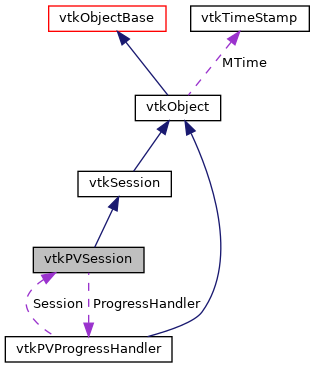 vtkObjectBase
vtkTimeStamp
MTime
vtkObject
vtkSession
vtkPVSession
Session
ProgressHandler
vtkPVProgressHandler